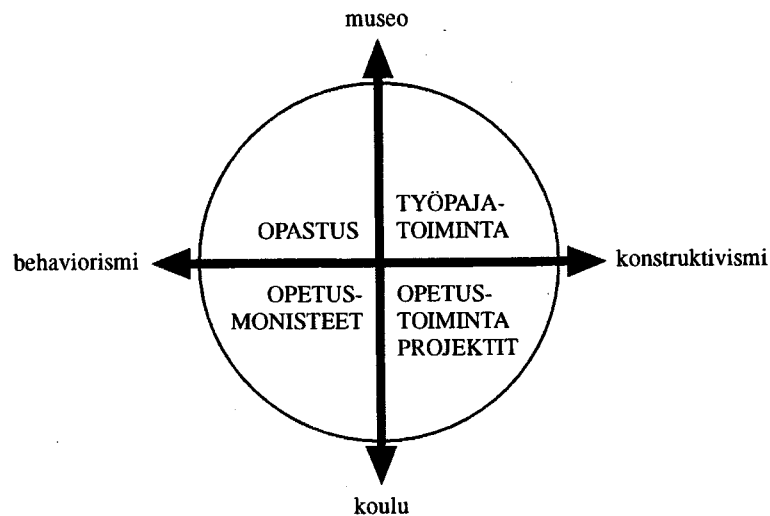 museo
OPASTUS
TYÖPAJA-
TOIMINTA
behaviorismi
konstruktivismi
OPETUS-
MONISTEET
OPETUS-
TOIMINTA
PROJEKTIT
koulu